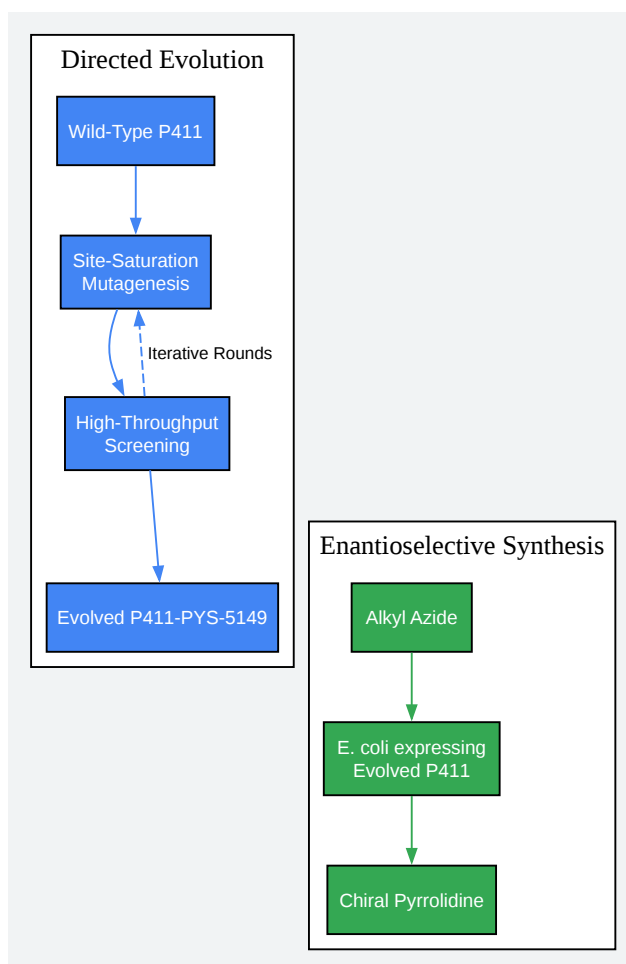 Directed Evolution
Wild-Type P411
Site-Saturation
Mutagenesis
Iterative Rounds
High-Throughput
Screening
Evolved P411-PYS-5149
Enantioselective Synthesis
Alkyl Azide
E. coli expressing
Evolved P411
Chiral Pyrrolidine